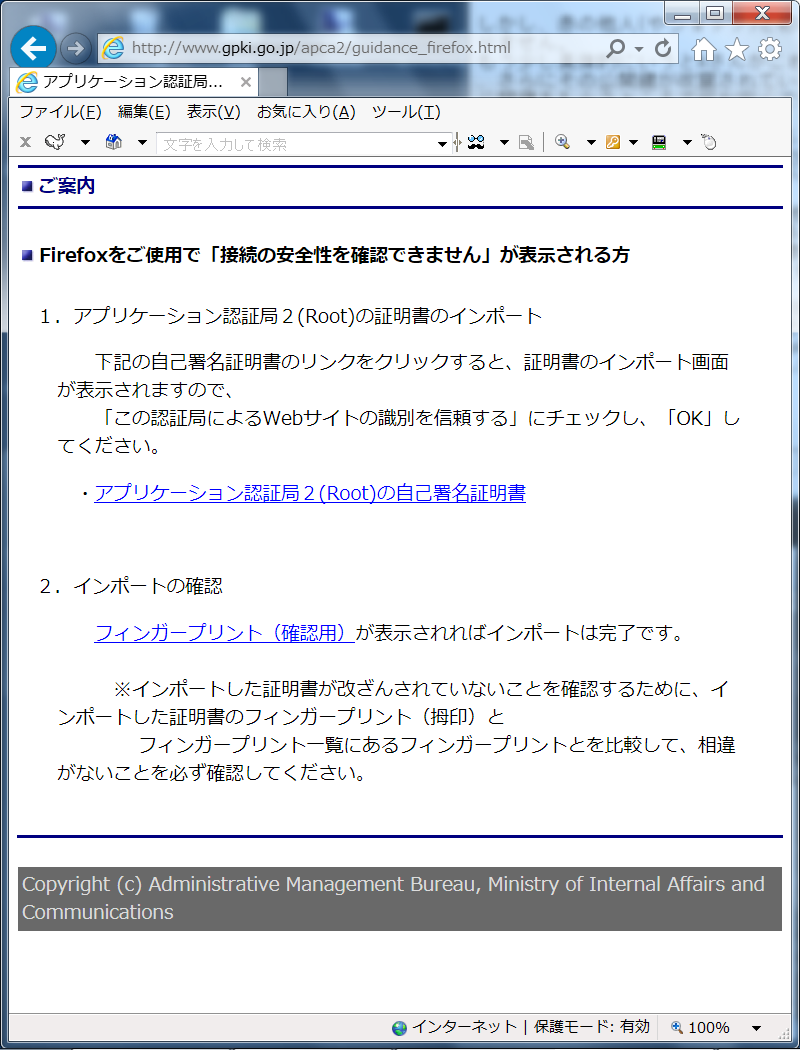 しかし、赤の他人(や
http://www.gpki.go.jp/apca2/guidance_firefox.html
アプリケーション認証局...
ファイル(F) 編集(E) 表示(V) お気に入り(A) ツール(T)
文字を入力して検索
ご案内
Firefoxをご使用で「接続の安全性を確認できません」が表示される方
１．アプリケーション認証局２(Root)の証明書のインポート
下記の自己署名証明書のリンクをクリックすると、証明書のインポート画面
が表示されますので、
「この認証局によるWebサイトの識別を信頼する」にチェックし、「OK」し
てください。
・アプリケーション認証局２(Root)の自己署名証明書
２．インポートの確認
フィンガープリント（確認用）が表示されればインポートは完了です。
※インポートした証明書が改ざんされていないことを確認するために、イ
ンポートした証明書のフィンガープリント（拇印）と
フィンガープリント一覧にあるフィンガープリントとを比較して、相違
がないことを必ず確認してください。
Copyright (c) Administrative Management Bureau, Ministry of Internal Affairs and
Communications
インターネット | 保護モード: 有効 100%